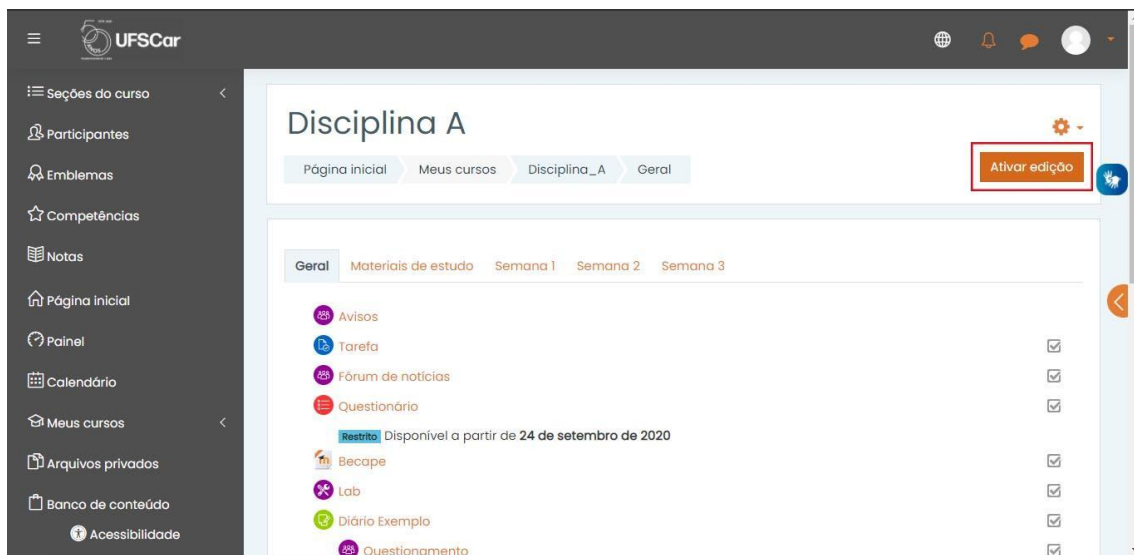 UFSCar
Seções do curso
Participantes
Emblemas
Competências
Notas
Página inicial
Painel
Calendário
Meus cursos
Arquivos privados
Banco de conteúdo
Acessibilidade
Disciplina A
Página inicial Meus cursos Disciplina_A Geral
Ativar edição
Geral Materiais de estudo Semana 1 Semana 2 Semana 3
Avisos
Tarefa
Fórum de notícias
Questionário
Restrito Disponível a partir de 24 de setembro de 2020
Becape
Lab
Diário Exemplo
Questionamento